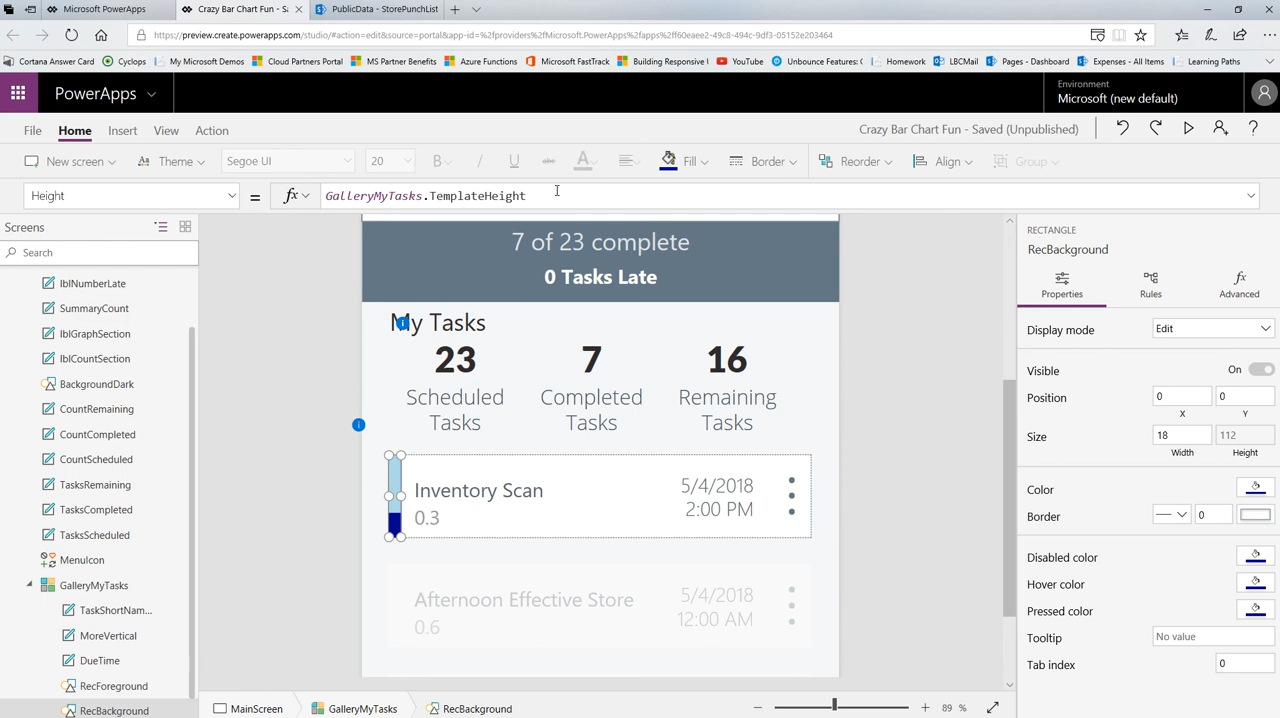 Microsoft PowerApps
Crazy Bar Chart Fun - Sa
PublicData - StorePunchList
https://preview.create.powerapps.com/studio/#action=edit&source=portal&app-id=%2fproviders%2fMicrosoft.PowerApps%2fapps%2ff60eaee2-49c8-494c-9df3-05152e203464
Cortana Answer Card
Cyclops
My Microsoft Demos
Cloud Partners Portal
MS Partner Benefits
Azure Functions
Microsoft FastTrack
Building Responsive
YouTube
Unbounce Features:
Homework
LBCMail
Pages - Dashboard
Expenses - All Items
Learning Paths
PowerApps
Environment
Microsoft (new default)
File Home Insert View Action
Crazy Bar Chart Fun - Saved (Unpublished)
New screen
Theme
Segoe UI
20
B
Fill
Border
Reorder
Align
Group
Height
= fx
GalleryMyTasks.TemplateHeight
Screens
Search
lblNumberLate
SummaryCount
lblGraphSection
lblCountSection
BackgroundDark
CountRemaining
CountCompleted
CountScheduled
TasksRemaining
TasksCompleted
TasksScheduled
MenuIcon
GalleryMyTasks
TaskShortNam...
MoreVertical
DueTime
RecForeground
RecBackground
7 of 23 complete
0 Tasks Late
My Tasks
23 7 16
Scheduled Tasks
Completed Tasks
Remaining Tasks
Inventory Scan
0.3
5/4/2018
2:00 PM
Afternoon Effective Store
0.6
5/4/2018
12:00 AM
MainScreen
GalleryMyTasks
RecBackground
89 %
RECTANGLE
RecBackground
Properties
Rules
fx
Advanced
Display mode Edit
Visible On
Position 0 0
X Y
Size 18 112
Width Height
Color
Border 0
Disabled color
Hover color
Pressed color
Tooltip No value
Tab index 0